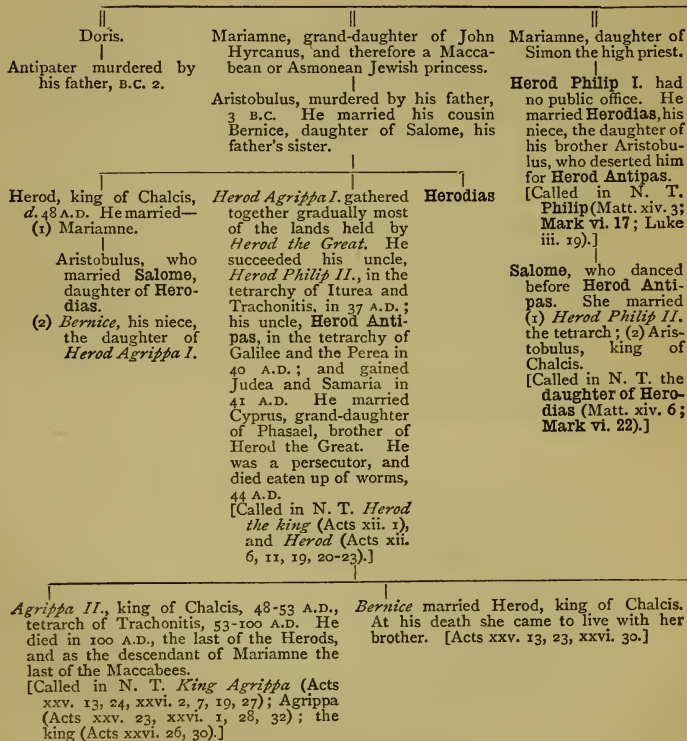 Doris.
Antipater murdered by
his father, B.C. 2.
Mariamne, grand-daughter of John
Hyrcanus, and therefore a Macca-
bean or Asmonean Jewish princess.
Aristobulus, murdered by his father,
3 B.C. He married his cousin
Bernice, daughter of Salome, his
father's sister.
Mariamne, daughter of
Simon the high priest.
Herod Philip I. had
no public office. He
married Herodias, his
niece, the daughter of
his brother Aristobu-
lus, who deserted him
for Herod Antipas.
[Called in N. T.
Philip (Matt. xiv. 3;
Mark vi. 17; Luke
iii. 19).]
Salome, who danced
before Herod Anti-
pas. She married
(1) Herod Philip II.
the tetrarch; (2) Aris-
tobulus, king of
Chalcis.
[Called in N. T. the
daughter of Hero-
dias (Matt. xiv. 6;
Mark vi. 22).]
Herod, king of Chalcis,
d. 48 A.D. He married—
(1) Mariamne.
Aristobulus, who
married Salome,
daughter of Hero-
dias.
(2) Bernice, his niece,
the daughter of
Herod Agrippa I.
Herod Agrippa I. gathered
together gradually most
of the lands held by
Herod the Great. He
succeeded his uncle,
Herod Philip II., in the
tetrarchy of Iturea and
Trachonitis, in 37 A.D.;
his uncle, Herod Anti-
pas, in the tetrarchy of
Galilee and the Perea in
40 A.D.; and gained
Judea and Samaria in
41 A.D. He married
Cyprus, grand-daughter
of Phasael, brother of
Herod the Great. He
was a persecutor, and
died eaten up of worms,
44 A.D.
[Called in N. T. Herod
the king (Acts xii. 1),
and Herod (Acts xii.
6, 11, 19, 20-23).]
Herodias
Agrippa II., king of Chalcis, 48-53 A.D.,
tetrarch of Trachonitis, 53-100 A.D. He
died in 100 A.D., the last of the Herods,
and as the descendant of Mariamne the
last of the Maccabees.
[Called in N. T. King Agrippa (Acts
xxv. 13, 24, xxvi. 2, 7, 19, 27); Agrippa
(Acts xxv. 23, xxvi. 1, 28, 32); the
king (Acts xxvi. 26, 30).]
Bernice married Herod, king of Chalcis.
At his death she came to live with her
brother. [Acts xxv. 13, 23, xxvi. 30.]